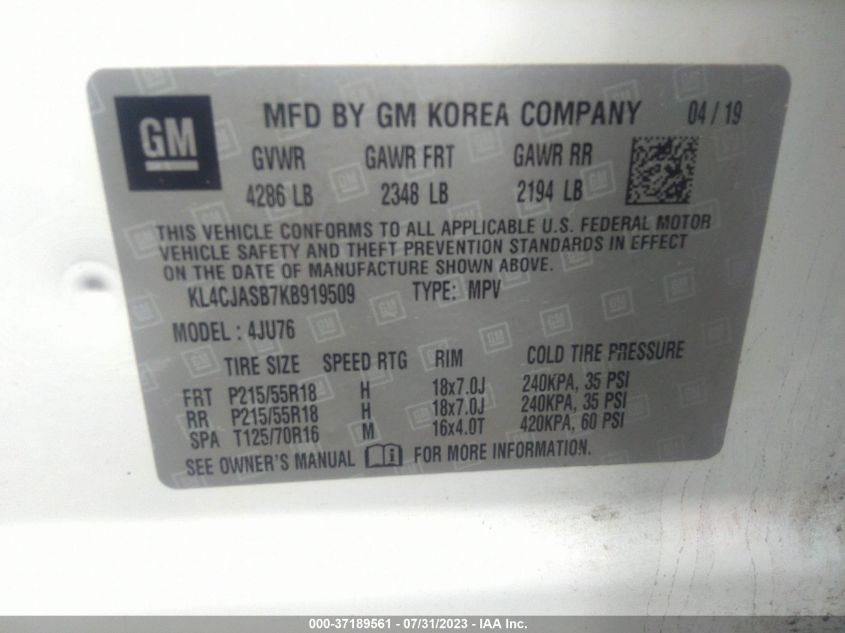 GM
MFD BY GM KOREA COMPANY 04 / 19
GVWR GAWR FRT GAWR RR
4286 LB 2348 LB 2194 LB
THIS VEHICLE CONFORMS TO ALL APPLICABLE U.S. FEDERAL MOTOR
VEHICLE SAFETY AND THEFT PREVENTION STANDARDS IN EFFECT
ON THE DATE OF MANUFACTURE SHOWN ABOVE.
KL4CJASB7KB919509 TYPE: MPV
MODEL : 4JU76
TIRE SIZE SPEED RTG RIM COLD TIRE PRESSURE
FRT P215/55R18 H 18x7.0J 240KPA, 35 PSI
RR P215/55R18 H 18x7.0J 240KPA, 35 PSI
SPA T125/70R16 M 16x4.0T 420KPA, 60 PSI
SEE OWNER'S MANUAL FOR MORE INFORMATION.
000-37189561 - 07/31/2023 - IAA Inc.